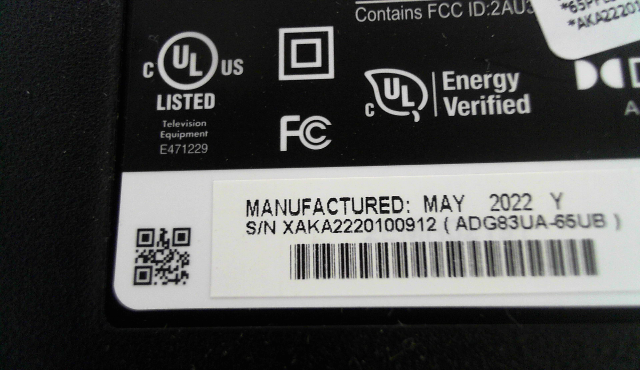 Contains FCC ID:2AU3
*AKA22201
C UL US
LISTED
Television
Equipment
E471229
FC
C UL
Energy
Verified
MANUFACTURED: MAY 2022 Y
S/N XAKA2220100912 ( ADG83UA-65UB )